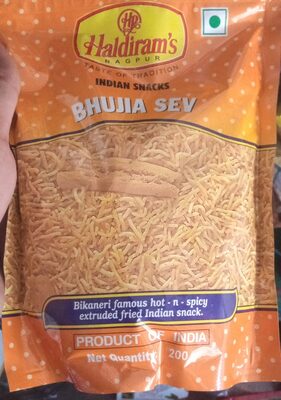 HR
Haldiram's
NAGPUR
TASTE OF TRADITION
INDIAN SNACKS
BHUJIA SEV
Bikaneri famous hot - n - spicy
extruded fried Indian snack.
PRODUCT OF INDIA
Net Quantity 200